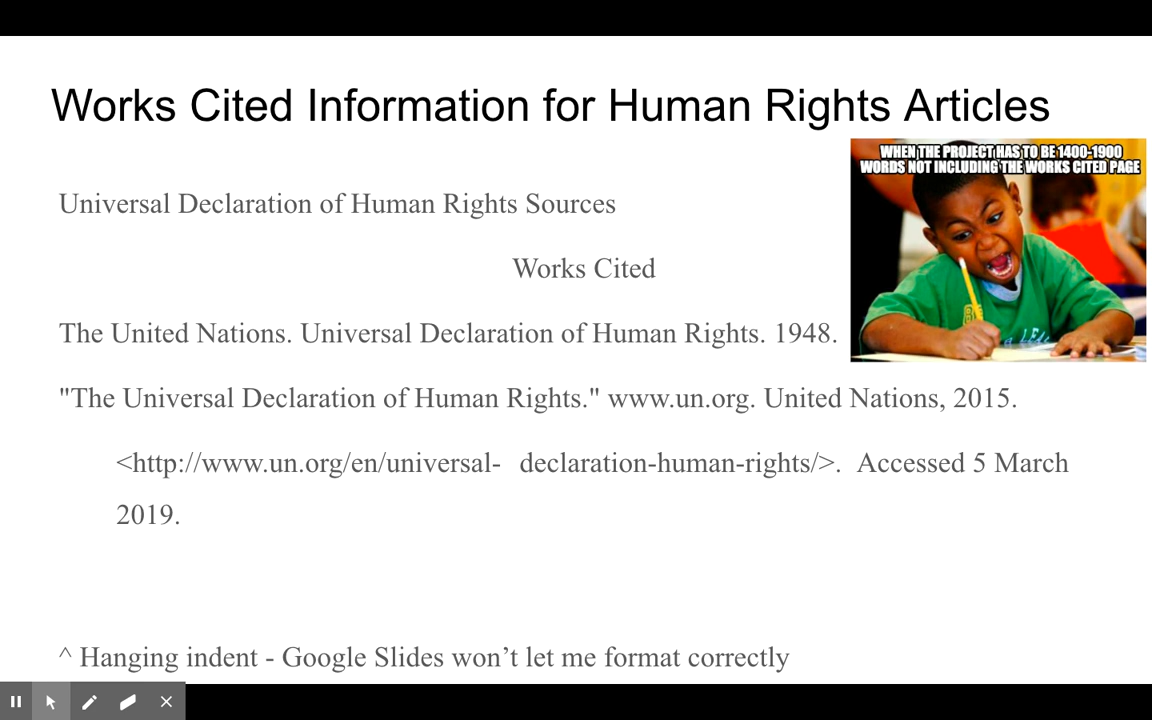 Works Cited Information for Human Rights Articles
WHEN THE PROJECT HAS TO BE 1400-1900
WORDS NOT INCLUDING THE WORKS CITED PAGE
Universal Declaration of Human Rights Sources
Works Cited
The United Nations. Universal Declaration of Human Rights. 1948.
"The Universal Declaration of Human Rights." www.un.org. United Nations, 2015.
<http://www.un.org/en/universal- declaration-human-rights/>. Accessed 5 March
2019.
^ Hanging indent - Google Slides won’t let me format correctly